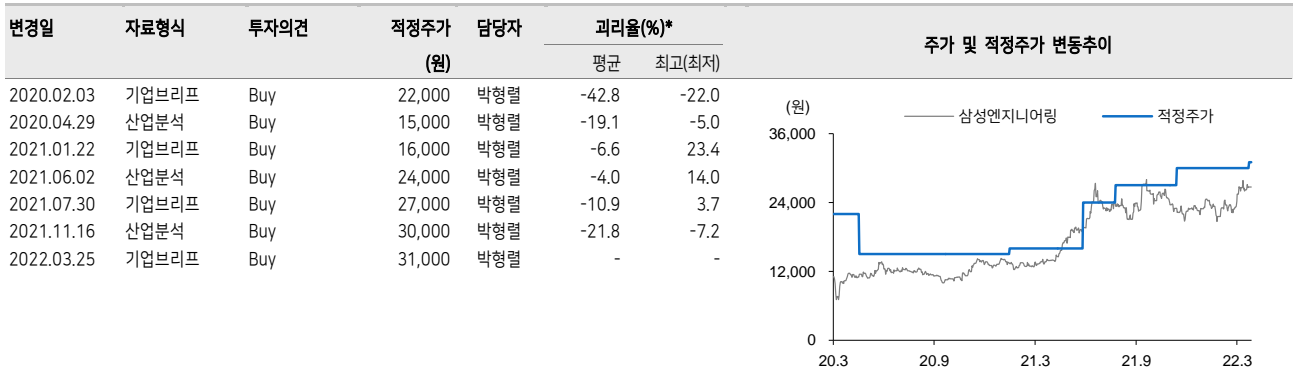 변경일 자료형식 투자의견 적정주가 담당자 괴리율(%)* 주가 및 적정주가 변동추이
(원) 평균 최고(최저)
2020.02.03 기업브리프 Buy 22,000 박형렬 -42.8 -22.0
2020.04.29 산업분석 Buy 15,000 박형렬 -19.1 -5.0
2021.01.22 기업브리프 Buy 16,000 박형렬 -6.6 23.4
2021.06.02 산업분석 Buy 24,000 박형렬 -4.0 14.0
2021.07.30 기업브리프 Buy 27,000 박형렬 -10.9 3.7
2021.11.16 산업분석 Buy 30,000 박형렬 -21.8 -7.2
2022.03.25 기업브리프 Buy 31,000 박형렬 - -
(원)
삼성엔지니어링 적정주가
36,000
24,000
12,000
0
20.3 20.9 21.3 21.9 22.3